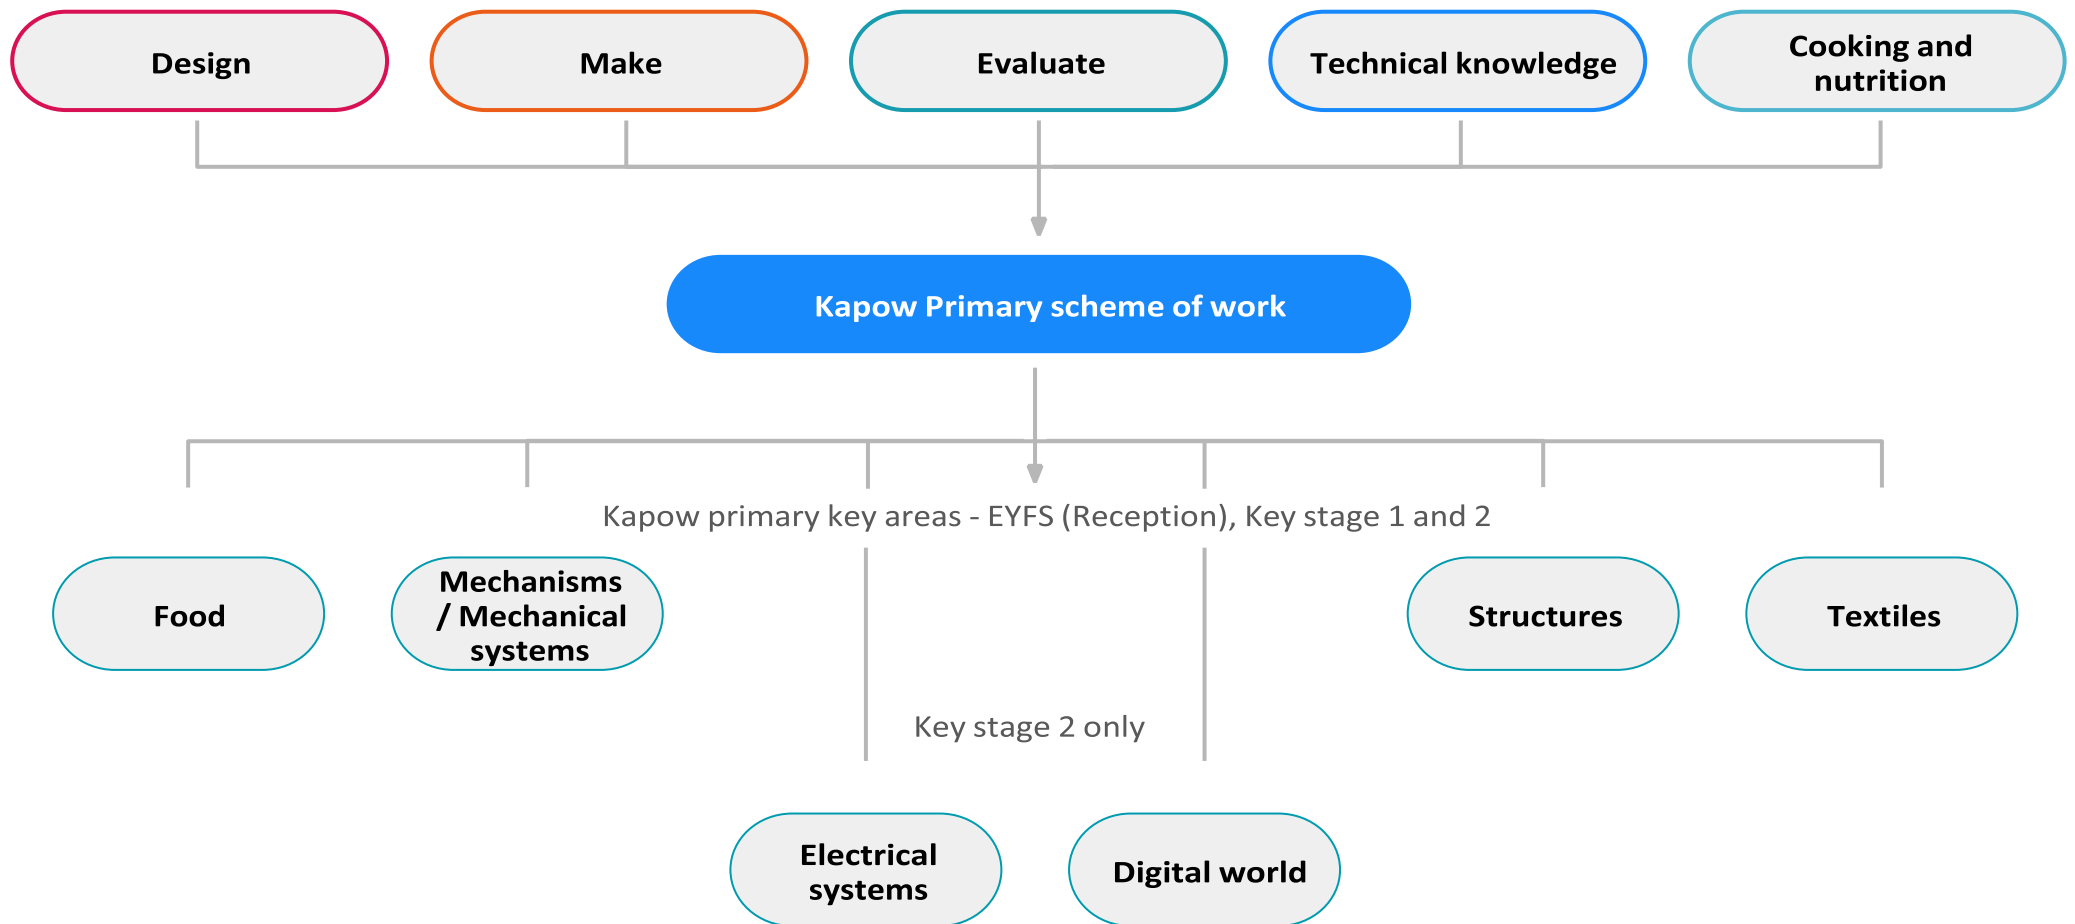 Design
Make
Evaluate
Technical knowledge
Cooking and
nutrition
Kapow Primary scheme of work
Kapow primary key areas - EYFS (Reception), Key stage 1 and 2
Food
Mechanisms
/ Mechanical
systems
Structures
Textiles
Key stage 2 only
Electrical
systems
Digital world